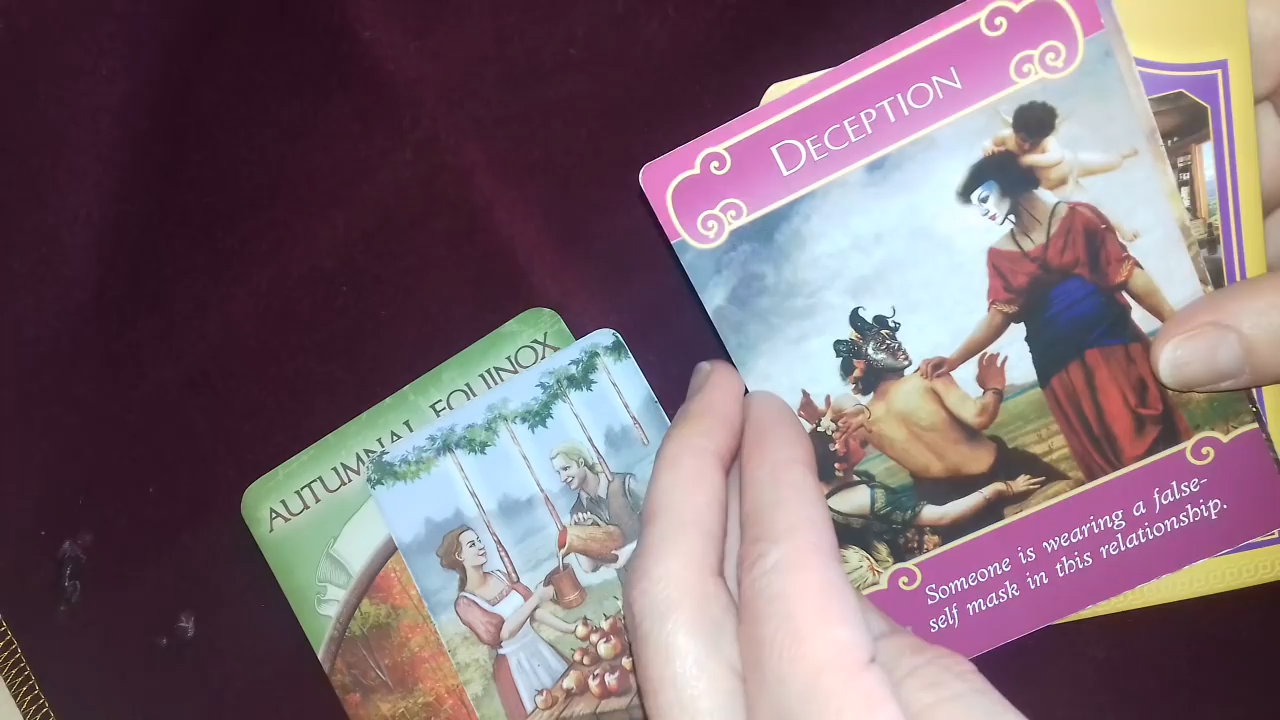 DECEPTION
AUTUMNAL EQUINOX
Someone is wearing a false-
self mask in this relationship.